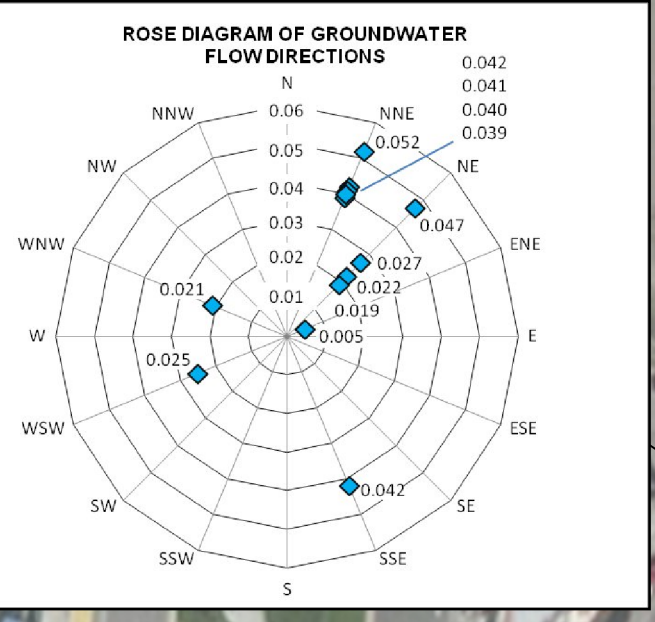 ROSE DIAGRAM OF GROUNDWATER
FLOW DIRECTIONS
0.042
0.041
0.040
0.039
N
NNW
0.06
NNE
0.052
0.05
NW
NE
0.04
0.03
0.047
WNW
ENE
0.02
0.027
0.021
0.022
0.01
0.019
W
0.005
E
0.025
WSW
ESE
0.042
SW
SE
SSW
SSE
S